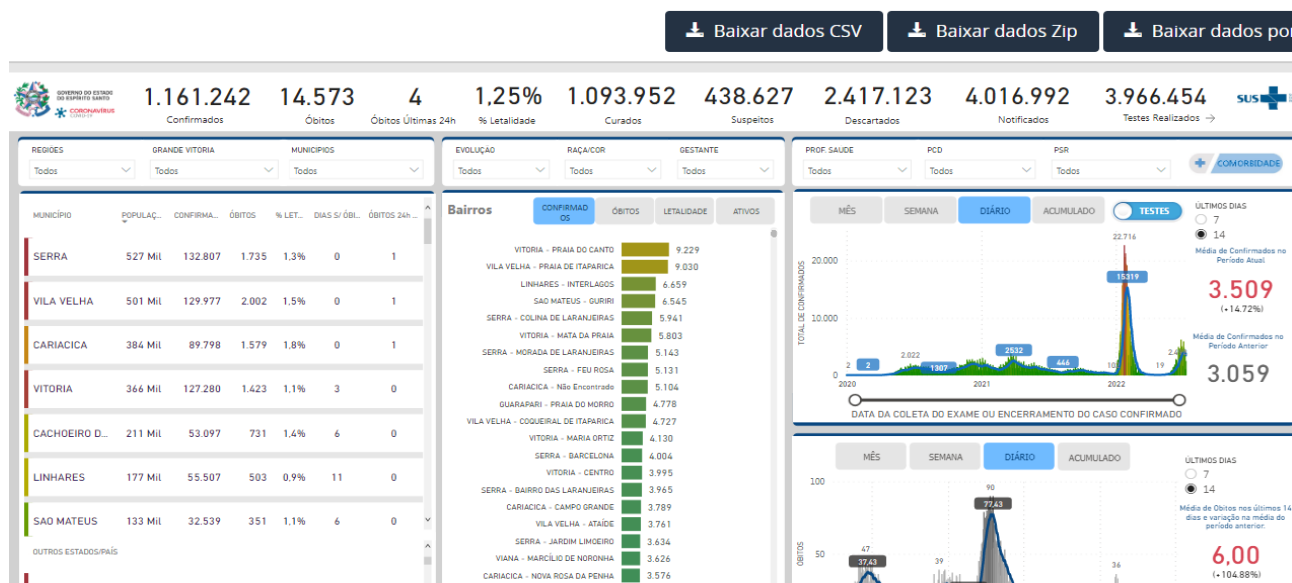 Baixar dados CSV
Baixar dados Zip
Baixar dados por
GOVERNO DO ESTADO
DO ESPÍRITO SANTO
CORONAVÍRUS
COVID-19
1.161.242
Confirmados
14.573
Óbitos
4
Óbitos Últimas 24h
1,25%
% Letalidade
1.093.952
Curados
438.627
Suspeitos
2.417.123
Descartados
4.016.992
Notificados
3.966.454
Testes Realizados →
SUS
REGIÕES
Todos
GRANDE VITORIA
Todos
MUNICIPIOS
Todos
EVOLUÇÃO
Todos
RAÇA/COR
Todos
GESTANTE
Todos
PROF. SAUDE
Todos
PCD
Todos
PSR
Todos
COMORBIDADE
MUNICÍPIO POPULAÇ... CONFIRMA... ÓBITOS % LET... DIAS S/ ÓBI... ÓBITOS 24h ...
SERRA 527 Mil 132.807 1.735 1,3% 0 1
VILA VELHA 501 Mil 129.977 2.002 1,5% 0 1
CARIACICA 384 Mil 89.798 1.579 1,8% 0 1
VITORIA 366 Mil 127.280 1.423 1,1% 3 0
CACHOEIRO D... 211 Mil 53.097 731 1,4% 6 0
LINHARES 177 Mil 55.507 503 0,9% 11 0
SAO MATEUS 133 Mil 32.539 351 1,1% 6 0
OUTROS ESTADOS/PAÍS
Bairros
CONFIRMAD
OS
ÓBITOS
LETALIDADE
ATIVOS
VITORIA - PRAIA DO CANTO 9.229
VILA VELHA - PRAIA DE ITAPARICA 9.030
LINHARES - INTERLAGOS 6.659
SAO MATEUS - GURIRI 6.545
SERRA - COLINA DE LARANJEIRAS 5.941
VITORIA - MATA DA PRAIA 5.803
SERRA - MORADA DE LARANJEIRAS 5.143
SERRA - FEU ROSA 5.131
CARIACICA - Não Encontrado 5.104
GUARAPARI - PRAIA DO MORRO 4.778
VILA VELHA - COQUEIRAL DE ITAPARICA 4.727
VITORIA - MARIA ORTIZ 4.130
SERRA - BARCELONA 4.004
VITORIA - CENTRO 3.995
SERRA - BAIRRO DAS LARANJEIRAS 3.965
CARIACICA - CAMPO GRANDE 3.789
VILA VELHA - ATAÍDE 3.761
SERRA - JARDIM LIMOEIRO 3.634
VIANA - MARCÍLIO DE NORONHA 3.626
CARIACICA - NOVA ROSA DA PENHA 3.576
MÊS
SEMANA
DIÁRIO
ACUMULADO
TESTES
ÚLTIMOS DIAS
7
14
Média de Confirmados no
Período Atual
3.509
(+14.72%)
Média de Confirmados no
Período Anterior
3.059
TOTAL DE CONFIRMADOS
20.000
10.000
0
22.716
15319
2
2
2.022
1307
2532
446
19
2020
2021
2022
DATA DA COLETA DO EXAME OU ENCERRAMENTO DO CASO CONFIRMADO
MÊS
SEMANA
DIÁRIO
ACUMULADO
ÚLTIMOS DIAS
7
14
Média de Obitos nos últimos 14
dias e variação na média do
período anterior.
6,00
(+104.88%)
ÓBITOS
100
50
90
77,43
47
37,43
39
36